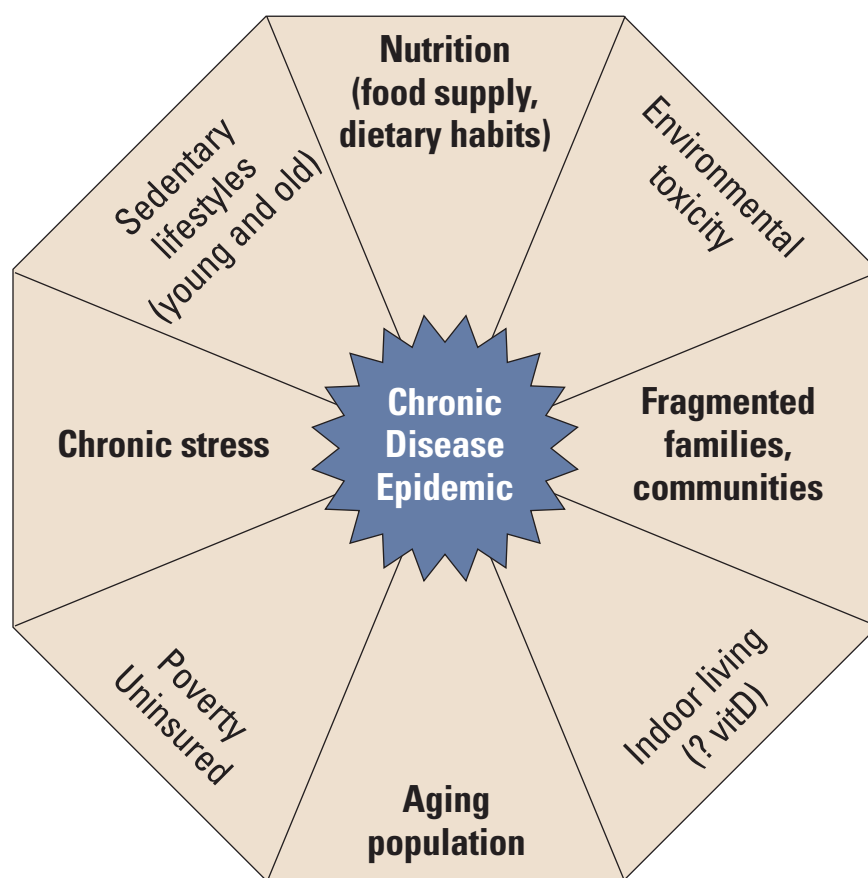 Nutrition
(food supply,
dietary habits)
Environmental
toxicity
Fragmented
families,
communities
Indoor living
(? vitD)
Aging
population
Poverty
Uninsured
Chronic stress
Sedentary
lifestyles
(young and old)
Chronic
Disease
Epidemic